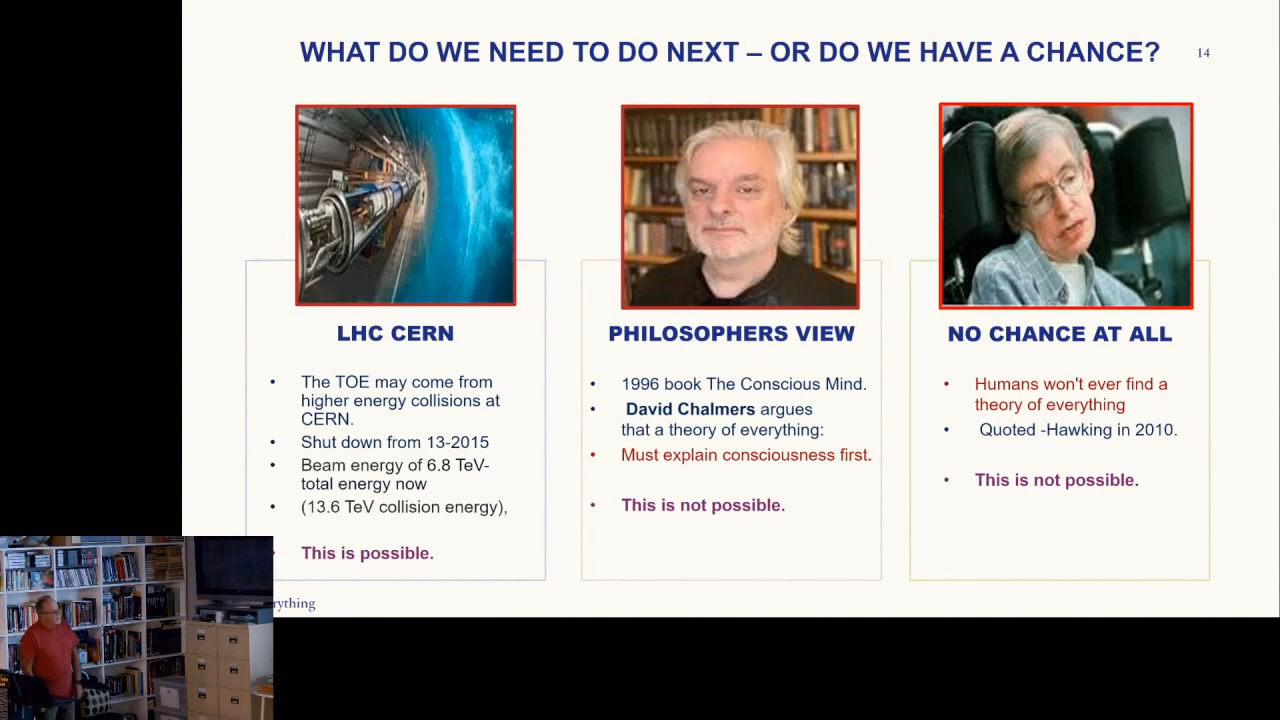 WHAT DO WE NEED TO DO NEXT – OR DO WE HAVE A CHANCE?
14
LHC CERN
• The TOE may come from
higher energy collisions at
CERN.
• Shut down from 13-2015
• Beam energy of 6.8 TeV-
total energy now
• (13.6 TeV collision energy),
This is possible.
PHILOSOPHERS VIEW
• 1996 book The Conscious Mind.
• David Chalmers argues
that a theory of everything:
• Must explain consciousness first.
• This is not possible.
NO CHANCE AT ALL
• Humans won't ever find a
theory of everything
• Quoted -Hawking in 2010.
• This is not possible.
rything